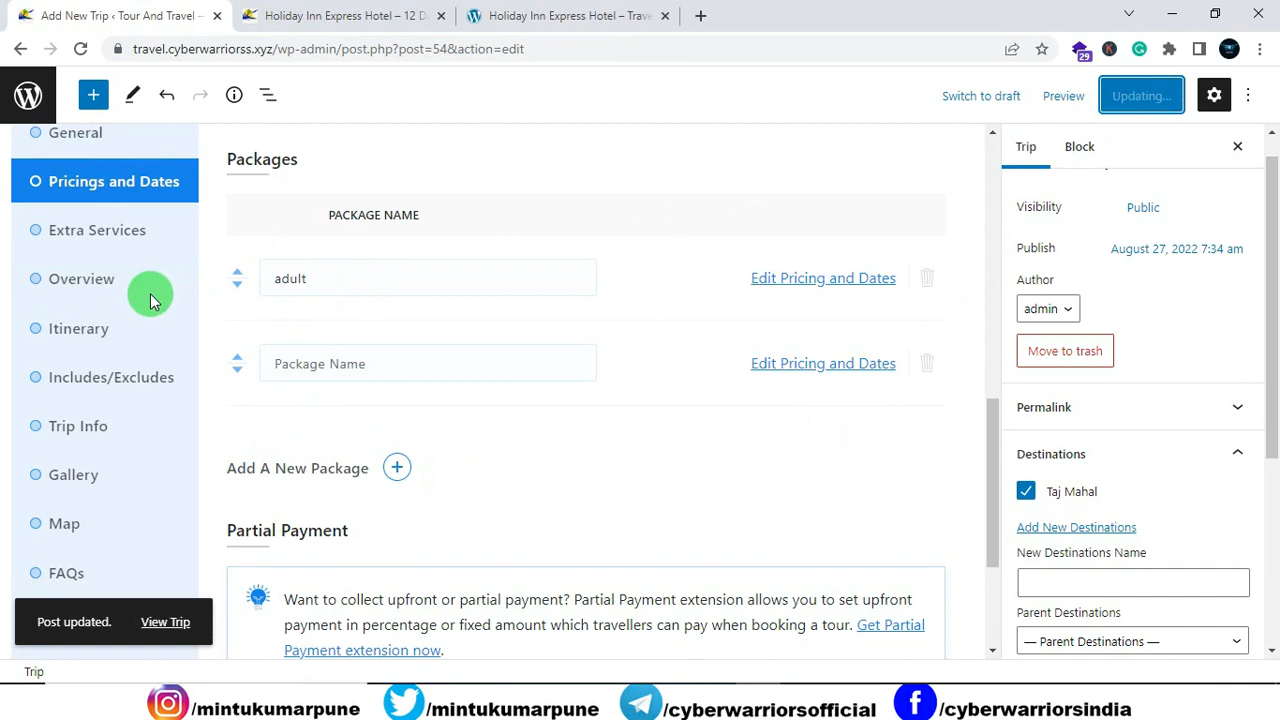 Add New Trip ‹ Tour And Travel –
Holiday Inn Express Hotel – 12 D
Holiday Inn Express Hotel – Trav
travel.cyberwarriorss.xyz/wp-admin/post.php?post=54&action=edit
29
Switch to draft
Preview
Updating...
General
Pricings and Dates
Extra Services
Overview
Itinerary
Includes/Excludes
Trip Info
Gallery
Map
FAQs
Post updated.
View Trip
Packages
PACKAGE NAME
adult
Edit Pricing and Dates
Package Name
Edit Pricing and Dates
Add A New Package
Partial Payment
Want to collect upfront or partial payment? Partial Payment extension allows you to set upfront
payment in percentage or fixed amount which travellers can pay when booking a tour. Get Partial
Payment extension now.
Trip
Block
Visibility
Public
Publish
August 27, 2022 7:34 am
Author
admin
Move to trash
Permalink
Destinations
Taj Mahal
Add New Destinations
New Destinations Name
Parent Destinations
— Parent Destinations —
Trip
/mintukumarpune
/mintukumarpune
/cyberwarriorsofficial
/cyberwarriorsindia